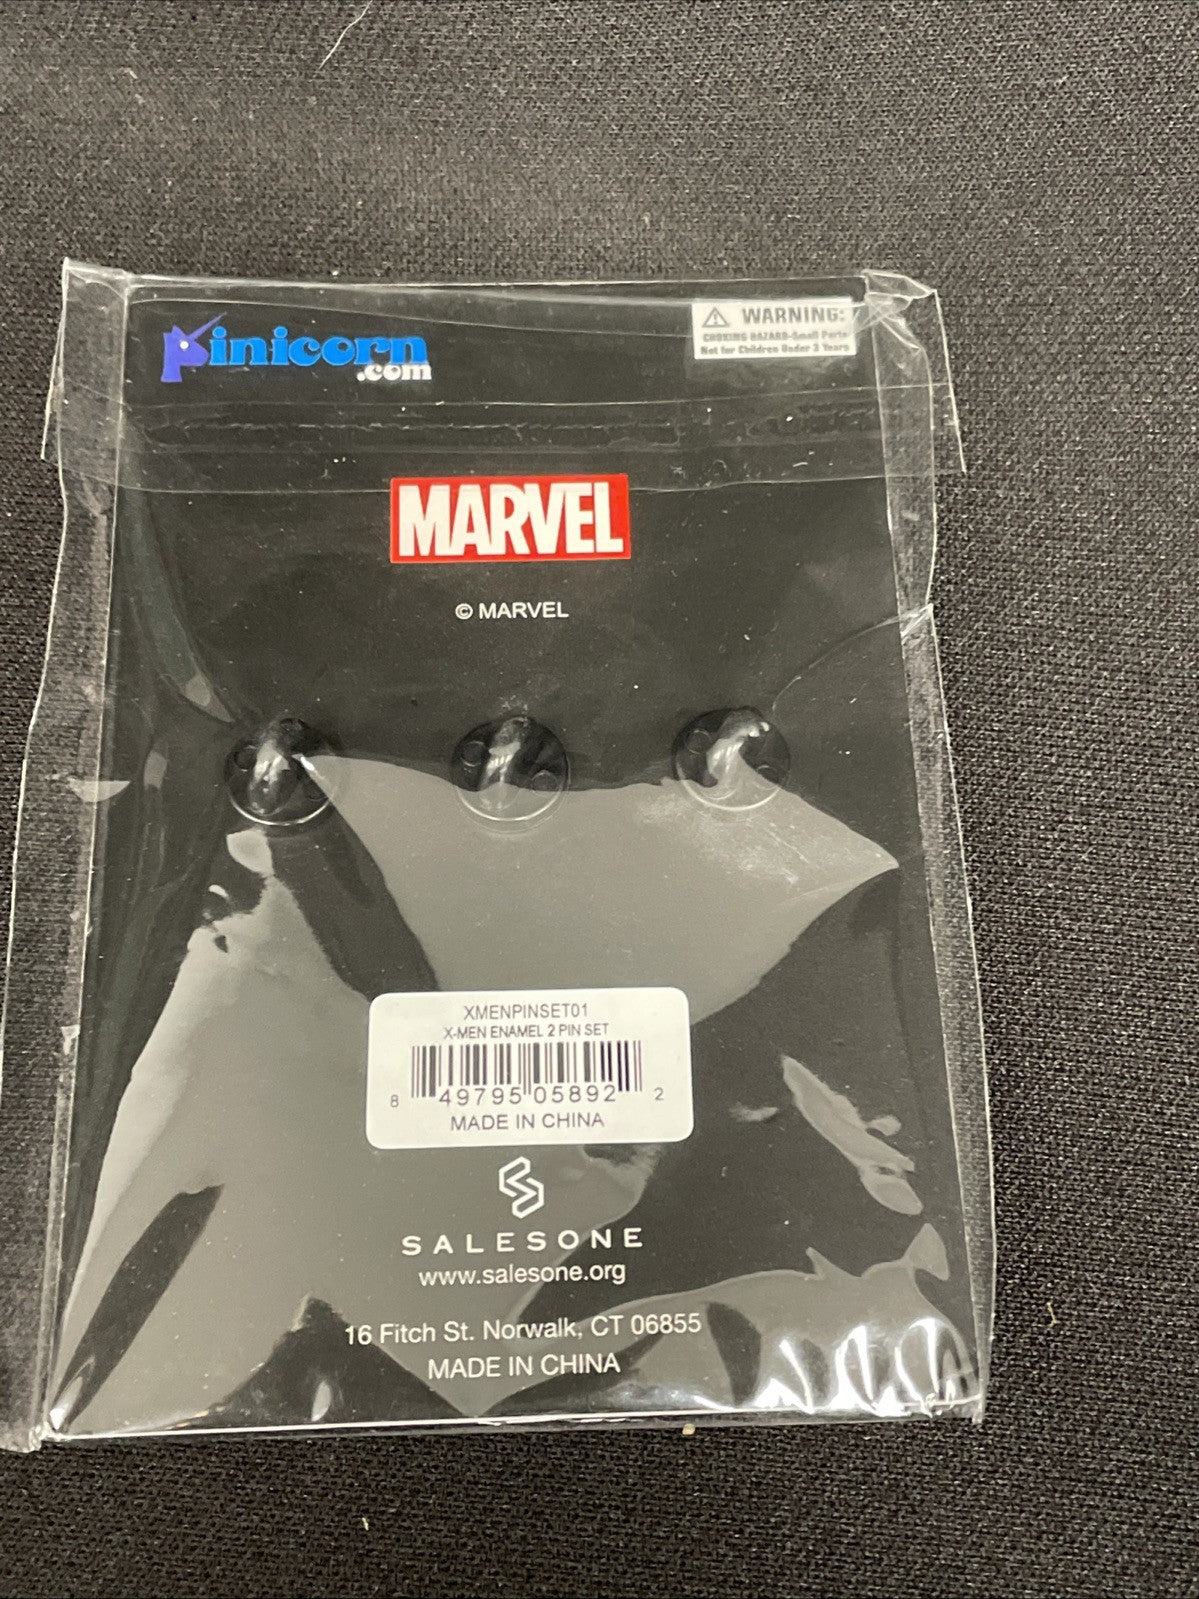 Pinicorn
.com
WARNING:
CHOKING HAZARD-Small Parts
Not for Children Under 3 Years
MARVEL
© MARVEL
XMENPINSET01
X-MEN ENAMEL 2 PIN SET
8 49795 05892 2
MADE IN CHINA
SALESONE
www.salesone.org
16 Fitch St. Norwalk, CT 06855
MADE IN CHINA